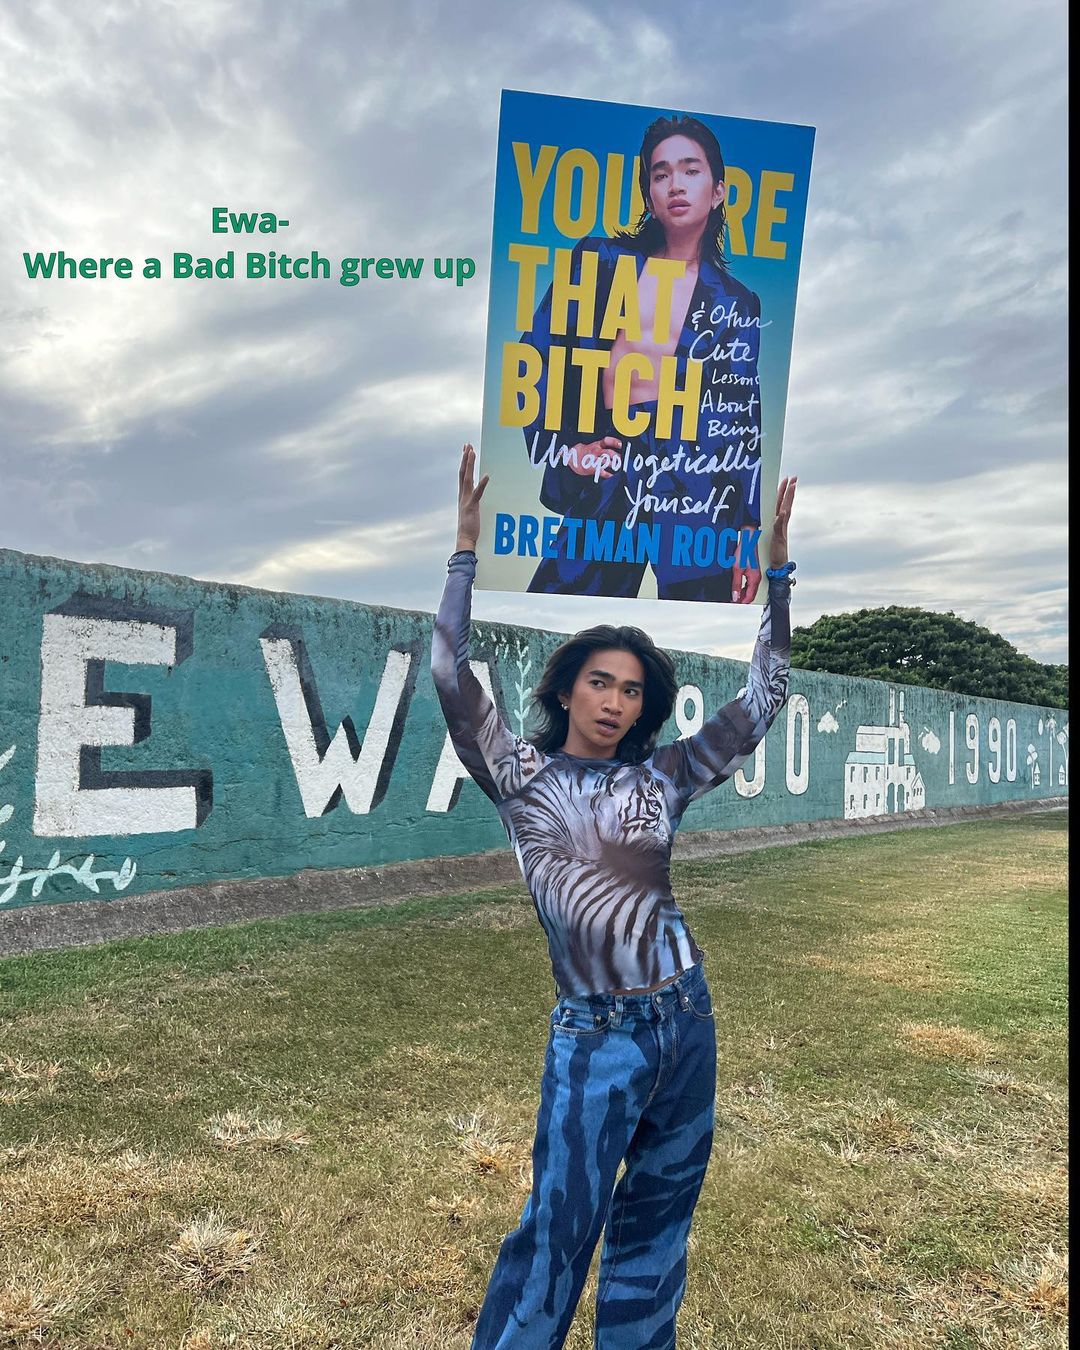 Ewa-
Where a Bad Bitch grew up
YOU'RE
THAT
BITCH
& Other
Cute
Lessons
About
Being
Unapologetically
Yourself
BRETMAN ROCK
EWA 1890 1990